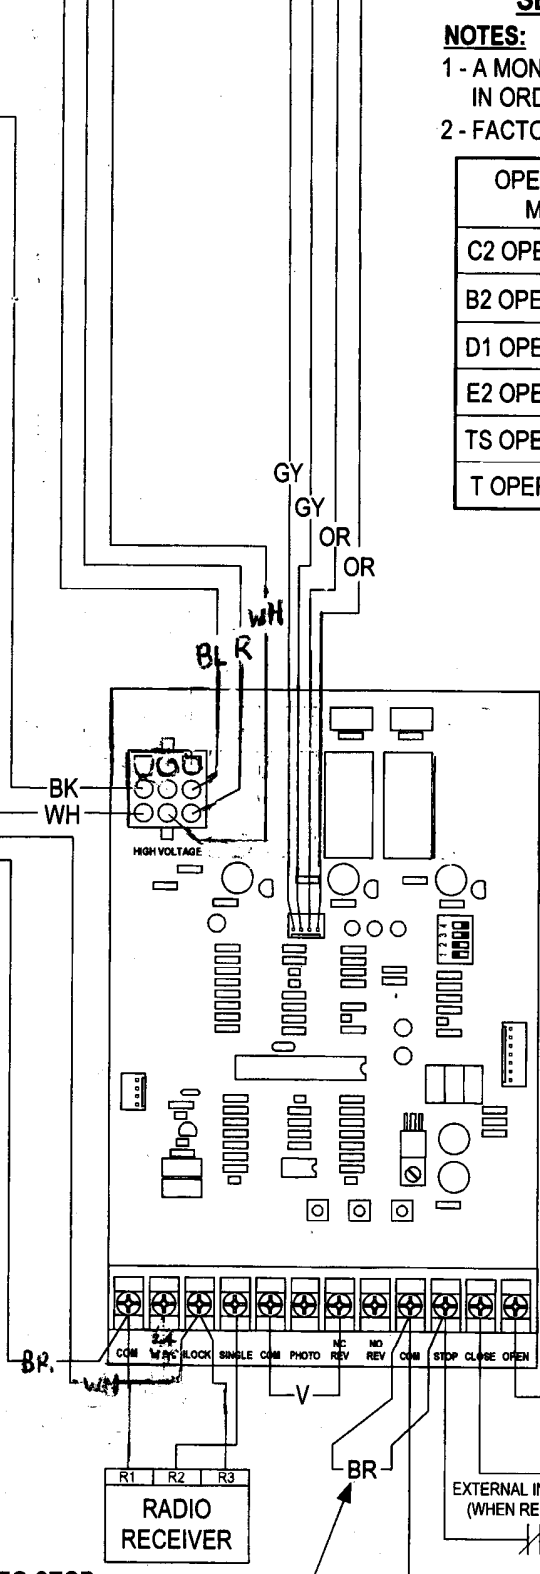 NOTES:
1 - A MON
IN ORD
2 - FACTO
OPE
M
C2 OPE
B2 OPE
D1 OPE
E2 OPE
TS OPE
T OPER
GY
GY
OR
OR
WH
BL R
BK
WH
HIGH VOLTAGE
1 2 3 4
COM
24
VAC
ILOCK
SINGLE
COM
PHOTO
NC
REV
NO
REV
COM
STOP
CLOSE
OPEN
BR.
WH
V
BR
R1 R2 R3
RADIO
RECEIVER
EXTERNAL IN
(WHEN RE